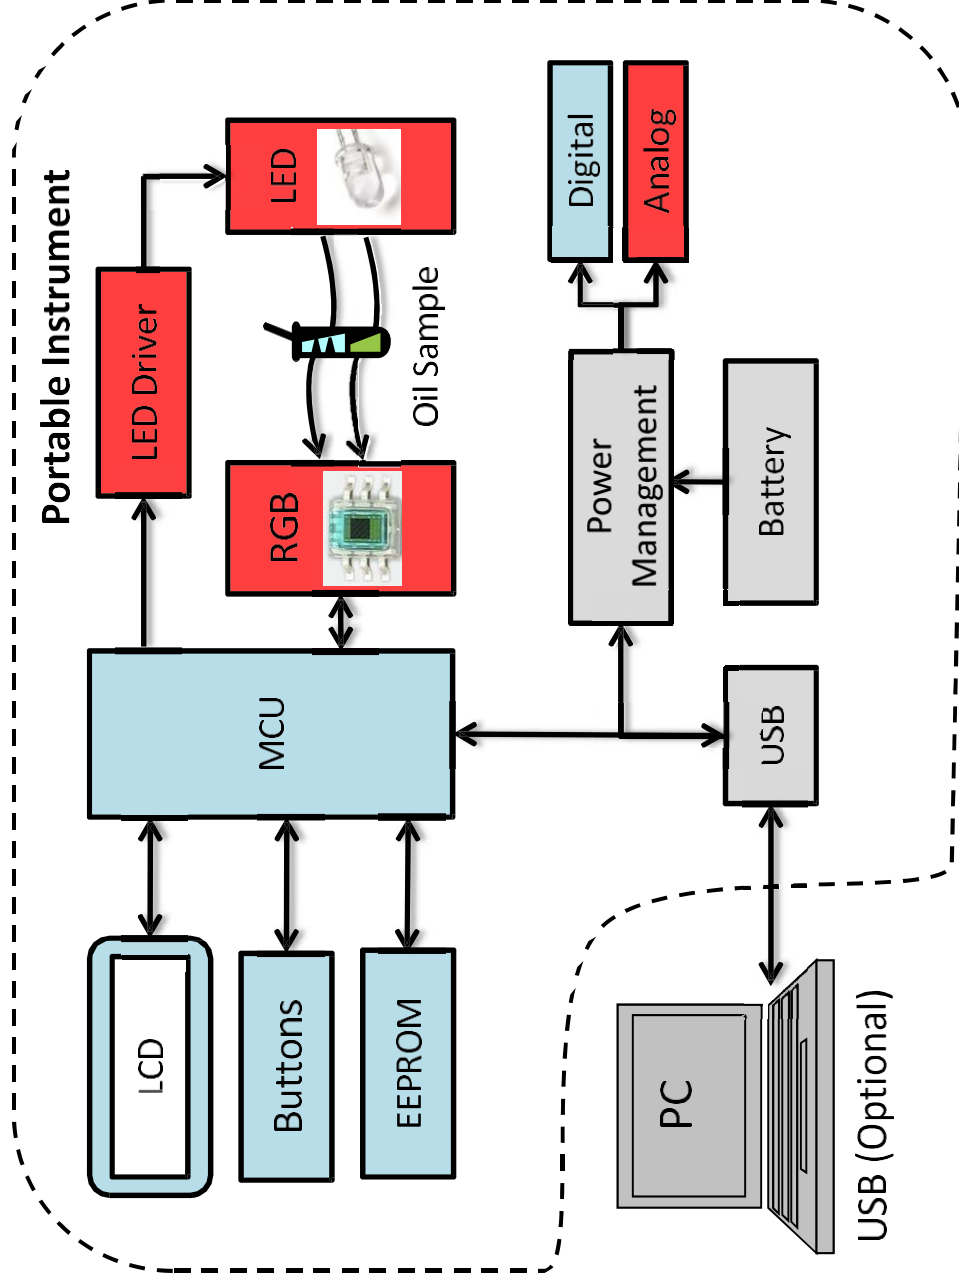 Portable Instrument
LCD
Buttons
EEPROM
MCU
LED Driver
RGB
LED
Oil Sample
Power
Management
Digital
Analog
Battery
USB
PC
USB (Optional)